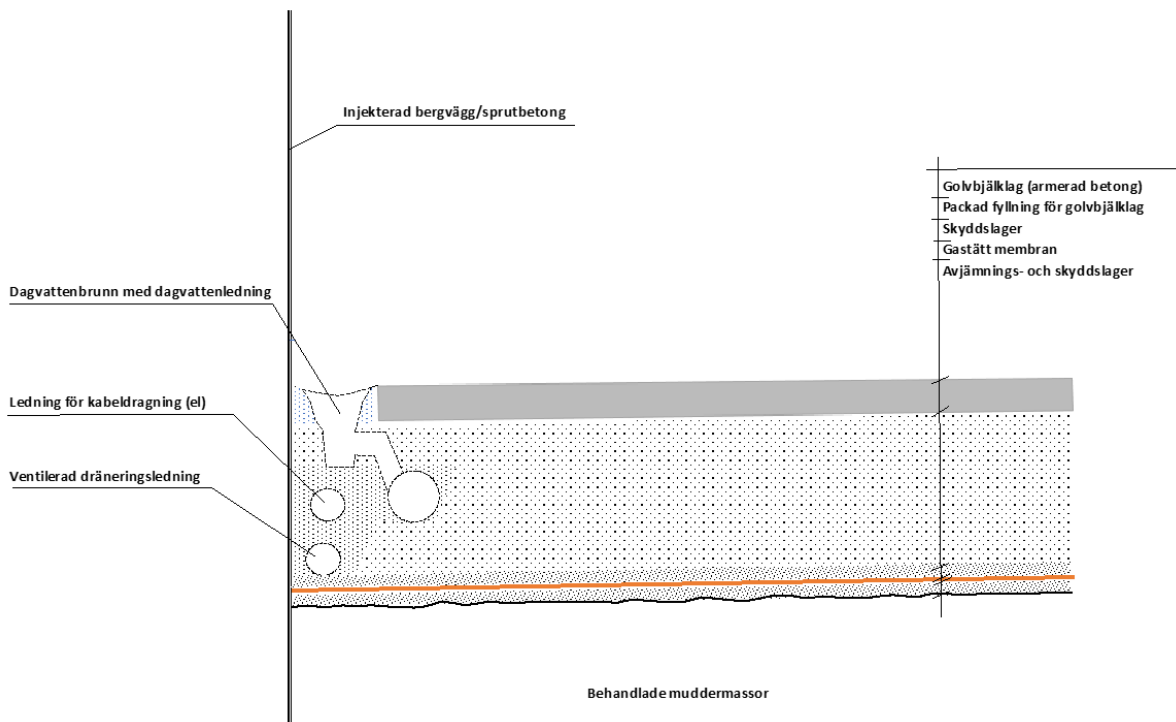 Injekterad bergvägg/sprutbetong
Golvbjälklag (armerad betong)
Packad fyllning för golvbjälklag
Skyddslager
Gastätt membran
Avjämnings- och skyddslager
Dagvattenbrunn med dagvattenledning
Ledning för kabeldragning (el)
Ventilerad dräneringsledning
Behandlade muddermassor